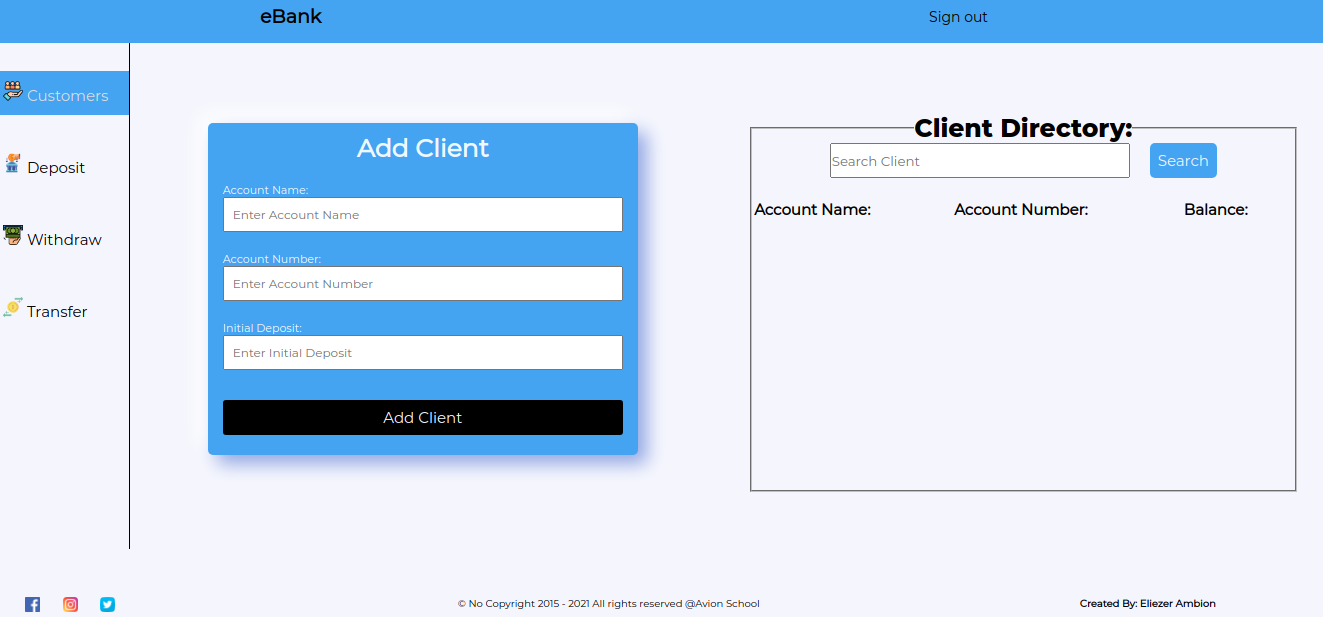 eBank
Sign out
Customers
Deposit
Withdraw
Transfer
Add Client
Account Name:
Enter Account Name
Account Number:
Enter Account Number
Initial Deposit:
Enter Initial Deposit
Add Client
Client Directory:
Search Client
Search
Account Name: Account Number: Balance:
© No Copyright 2015 - 2021 All rights reserved @Avion School
Created By: Eliezer Ambion